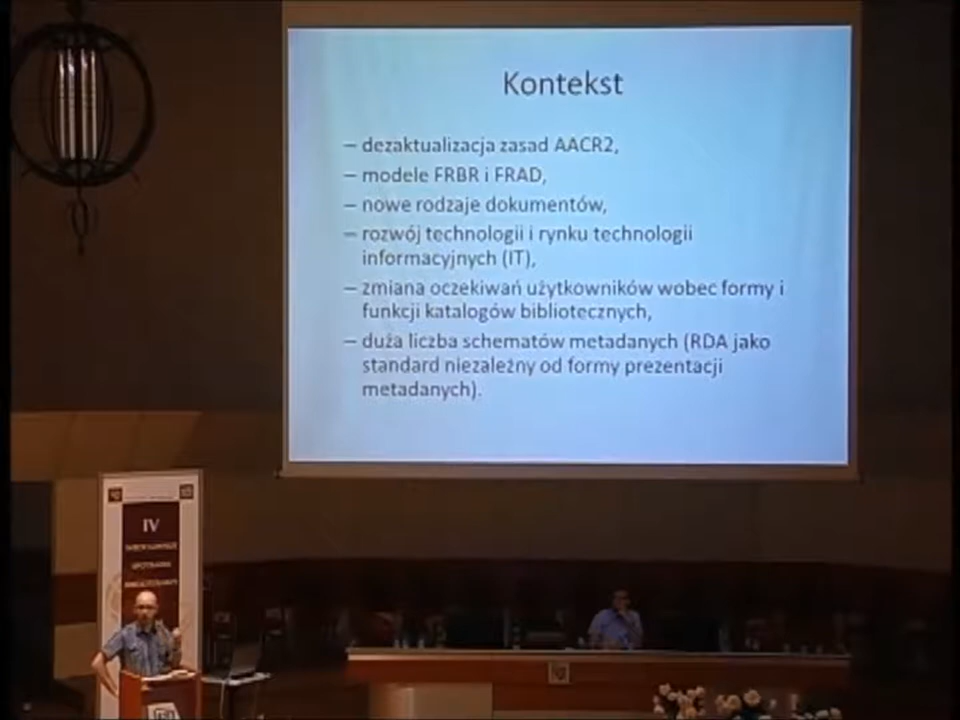 Kontekst
– dezaktualizacja zasad AACR2,
– modele FRBR i FRAD,
– nowe rodzaje dokumentów,
– rozwój technologii i rynku technologii
informacyjnych (IT),
– zmiana oczekiwań użytkowników wobec formy i
funkcji katalogów bibliotecznych,
– duża liczba schematów metadanych (RDA jako
standard niezależny od formy prezentacji
metadanych).
IV
SPOTKANIA